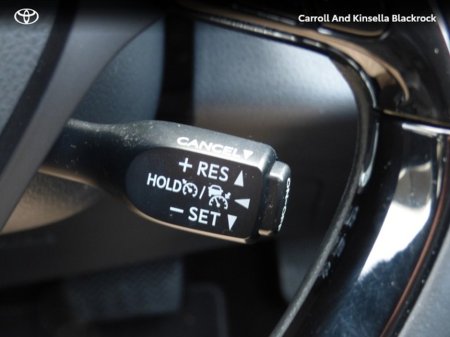 Carroll And Kinsella Blackrock
CANCEL
+ RES
HOLD /
− SET